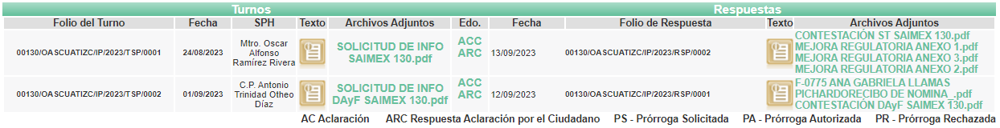 Turnos Respuestas
Folio del Turno Fecha SPH Texto Archivos Adjuntos Edo. Fecha Folio de Respuesta Texto Archivos Adjuntos
00130/OASCUATIZC/IP/2023/TSP/0001
24/08/2023
Mtro. Oscar
Alfonso
Ramírez Rivera
SOLICITUD DE INFO
SAIMEX 130.pdf
ACC
ARC
13/09/2023
00130/OASCUATIZC/IP/2023/RSP/0002
CONTESTACIÓN ST SAIMEX 130.pdf
MEJORA REGULATORIA ANEXO 1.pdf
MEJORA REGULATORIA ANEXO 3.pdf
MEJORA REGULATORIA ANEXO 2.pdf
00130/OASCUATIZC/IP/2023/TSP/0002
01/09/2023
C.P. Antonio
Trinidad Otheo
Díaz
SOLICITUD DE INFO
DAyF SAIMEX 130.pdf
ACC
ARC
12/09/2023
00130/OASCUATIZC/IP/2023/RSP/0001
F-0775 ANA GABRIELA LLAMAS
PICHARDORECIBO DE NOMINA_.pdf
CONTESTACIÓN DAyF SAIMEX 130.pdf
AC Aclaración ARC Respuesta Aclaración por el Ciudadano PS - Prórroga Solicitada PA - Prórroga Autorizada PR - Prórroga Rechazada